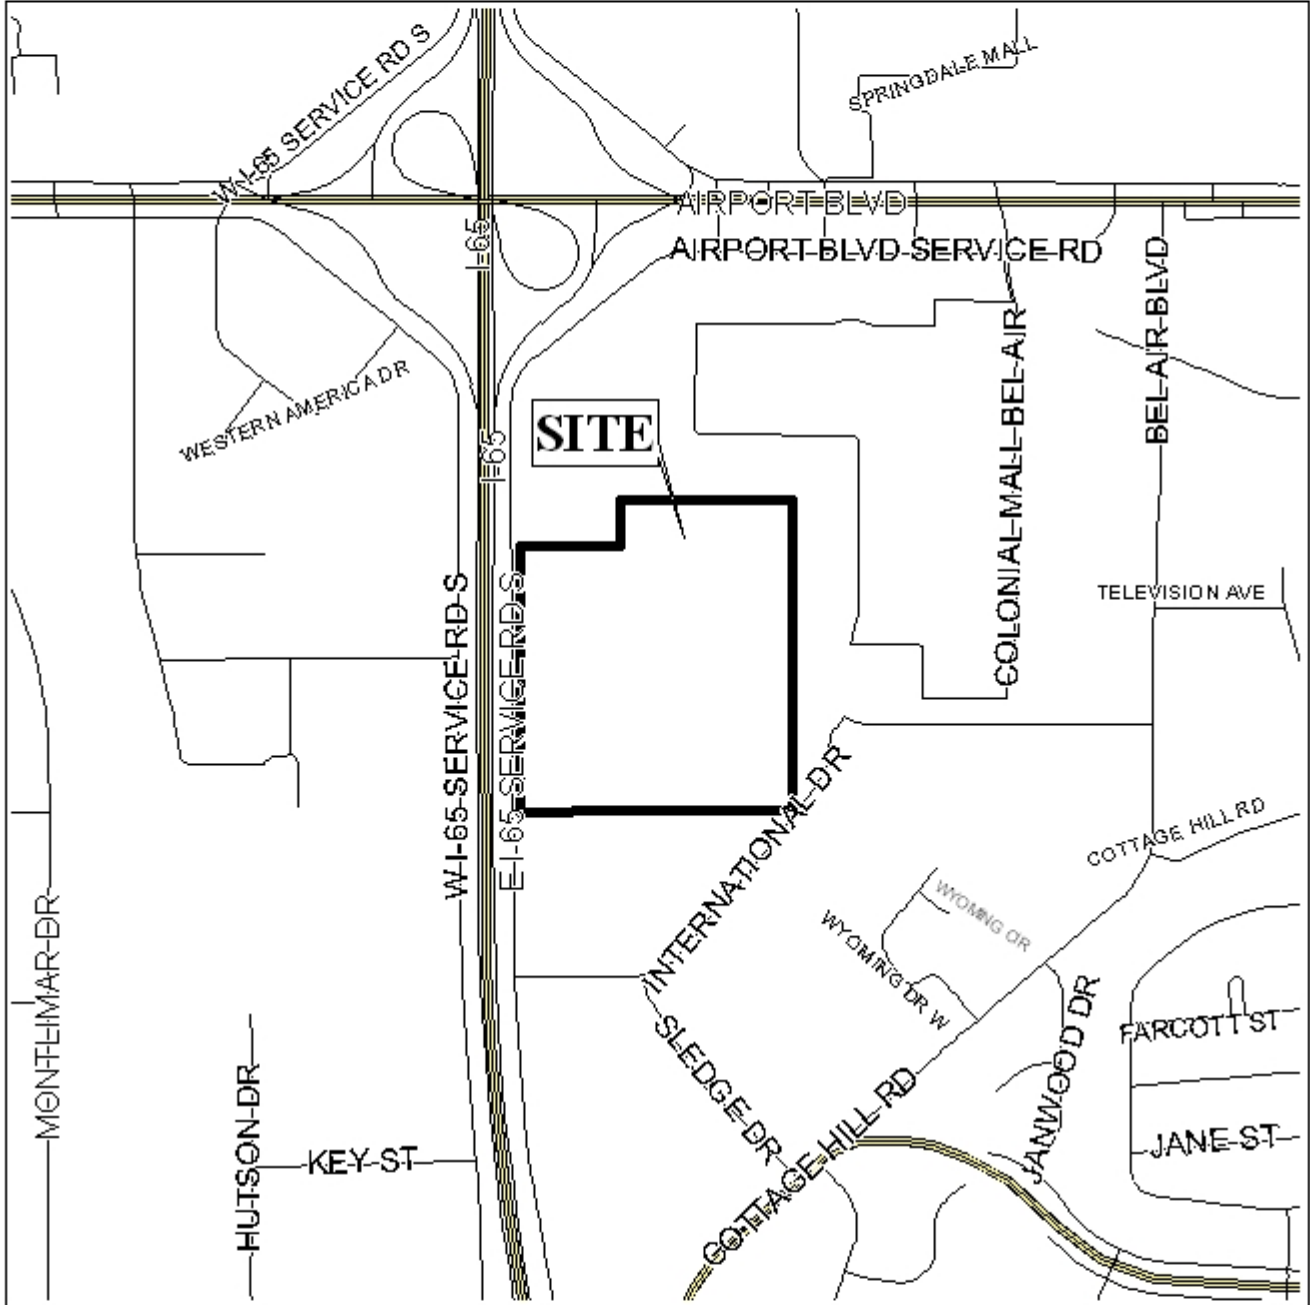 W I-65 SERVICE RD S
SPRINGDALE MALL
AIRPORT BLVD
I-65
AIRPORT BLVD SERVICE RD
BEL AIR BLVD
COLONIAL MALL BEL AIR
WESTERN AMERICA DR
SITE
I-65
W I-65 SERVICE RD S
E I-65 SERVICE RD S
TELEVISION AVE
INTERNATIONAL DR
COTTAGE HILL RD
WYOMING CIR
WYOMING DR W
MONTLIMAR DR
JANWOOD DR
FARCOTT ST
SLEDGE DR
COTTAGE HILL RD
HUTSON DR
KEY ST
JANE ST